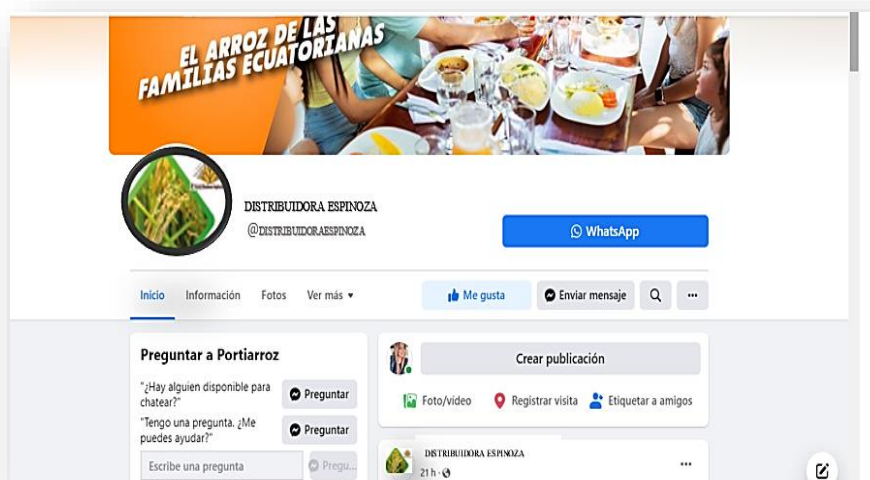 EL ARROZ DE LAS
FAMILIAS ECUATORIANAS
DISTRIBUIDORA ESPINOZA
@DISTRIBUIDORAESPINOZA
WhatsApp
Inicio Información Fotos Ver más
Me gusta Enviar mensaje
Preguntar a Portiarroz
"¿Hay alguien disponible para
chatear?"
Preguntar
"Tengo una pregunta. ¿Me
puedes ayudar?"
Preguntar
Escribe una pregunta
Pregu...
Crear publicación
Foto/video Registrar visita Etiquetar a amigos
DISTRIBUIDORA ESPINOZA
21 h ·